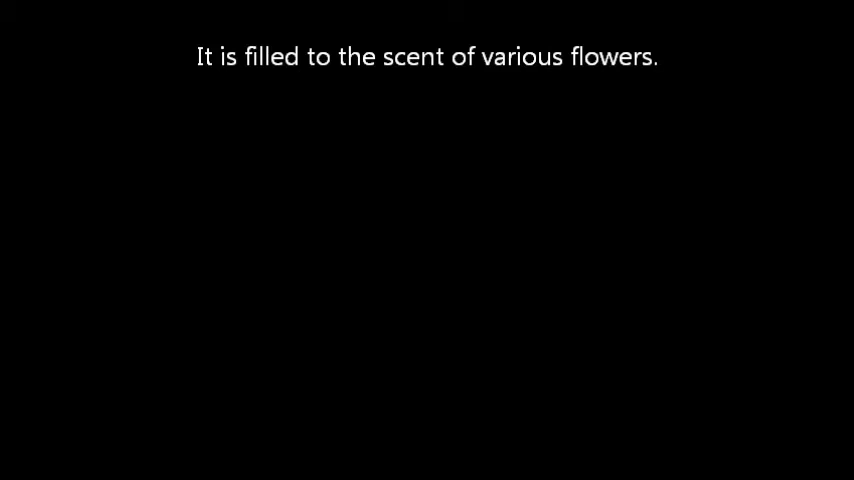 It is filled to the scent of various flowers.